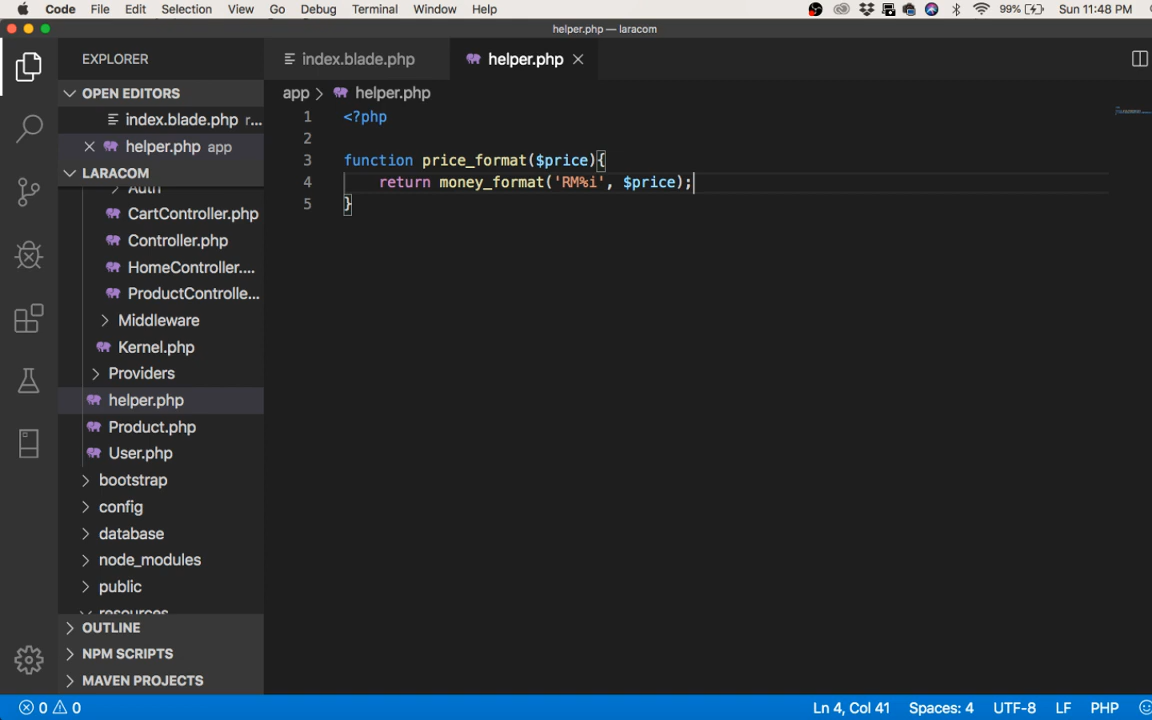 Code File Edit Selection View Go Debug Terminal Window Help 99% Sun 11:48 PM
helper.php — laracom
EXPLORER
index.blade.php
helper.php
OPEN EDITORS
index.blade.php r...
helper.php app
LARACOM
Auth
CartController.php
Controller.php
HomeController....
ProductControlle...
Middleware
Kernel.php
Providers
helper.php
Product.php
User.php
bootstrap
config
database
node_modules
public
resources
OUTLINE
NPM SCRIPTS
MAVEN PROJECTS
app > helper.php
1 <?php
2
3 function price_format($price){
4 return money_format('RM%i', $price);
5 }
0 0 Ln 4, Col 41 Spaces: 4 UTF-8 LF PHP